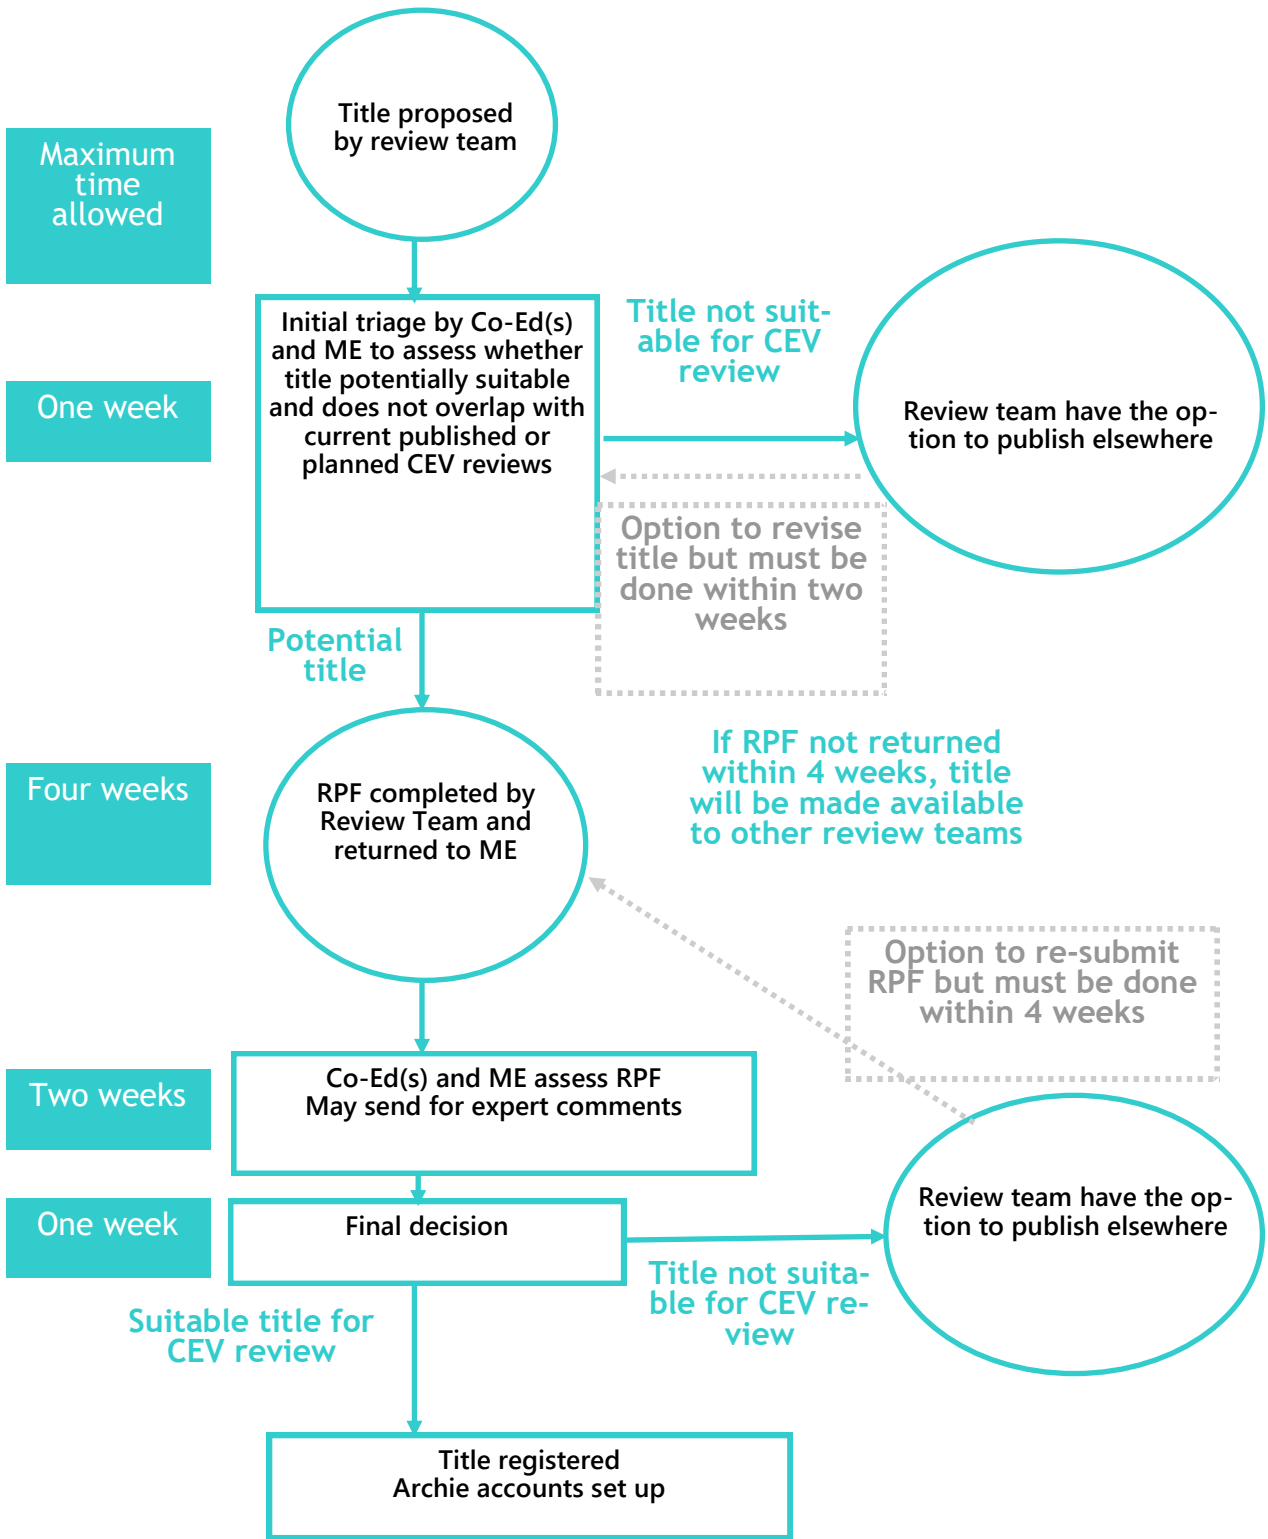 Title proposed
by review team
Maximum
time
allowed
Initial triage by Co-Ed(s)
and ME to assess whether
title potentially suitable
and does not overlap with
current published or
planned CEV reviews
Title not suit-
able for CEV
review
One week
Review team have the op-
tion to publish elsewhere
Option to revise
title but must be
done within two
weeks
Potential
title
If RPF not returned
within 4 weeks, title
will be made available
to other review teams
Four weeks
RPF completed by
Review Team and
returned to ME
Option to re-submit
RPF but must be done
within 4 weeks
Two weeks
Co-Ed(s) and ME assess RPF
May send for expert comments
One week
Final decision
Review team have the op-
tion to publish elsewhere
Title not suita-
ble for CEV re-
view
Suitable title for
CEV review
Title registered
Archie accounts set up